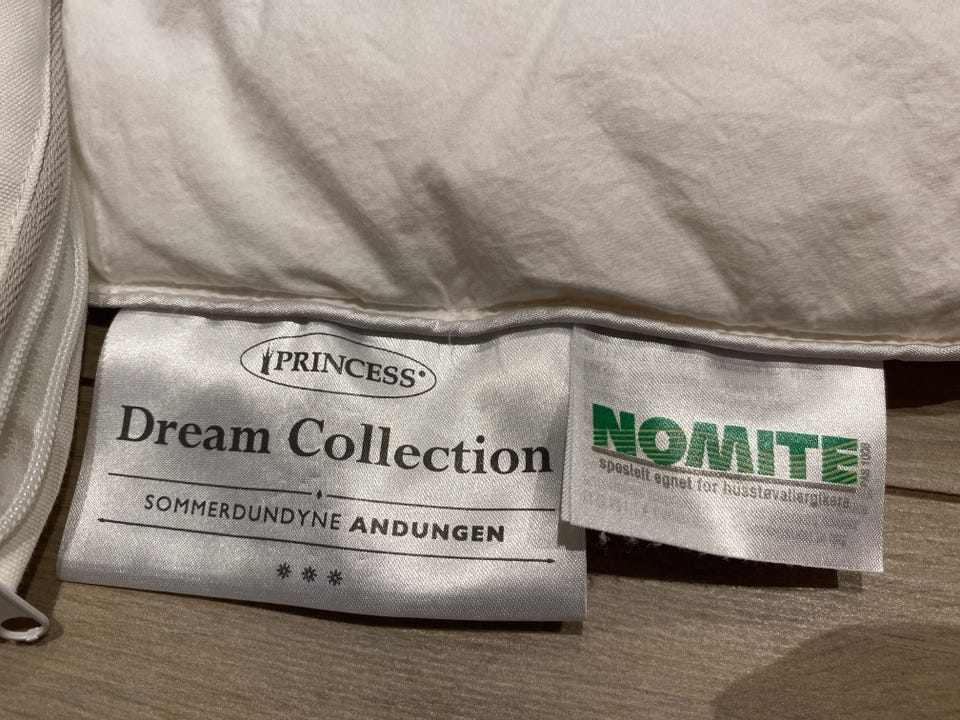 PRINCESS®
Dream Collection
SOMMERDUNDYNE ANDUNGEN
***
NOMITE
spesielt egnet for husstøvallergikere